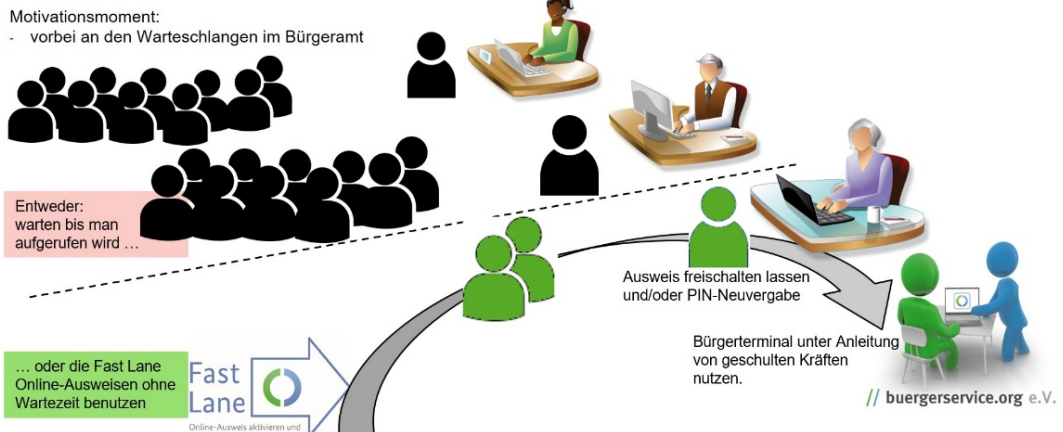 Motivationsmoment:
- vorbei an den Warteschlangen im Bürgeramt
Entweder:
warten bis man
aufgerufen wird ...
Ausweis freischalten lassen
und/oder PIN-Neuvergabe
Bürgerterminal unter Anleitung
von geschulten Kräften
nutzen.
... oder die Fast Lane
Online-Ausweisen ohne
Wartezeit benutzen
Fast
Lane
Online-Ausweis aktivieren und
// buergerservice.org e.V.